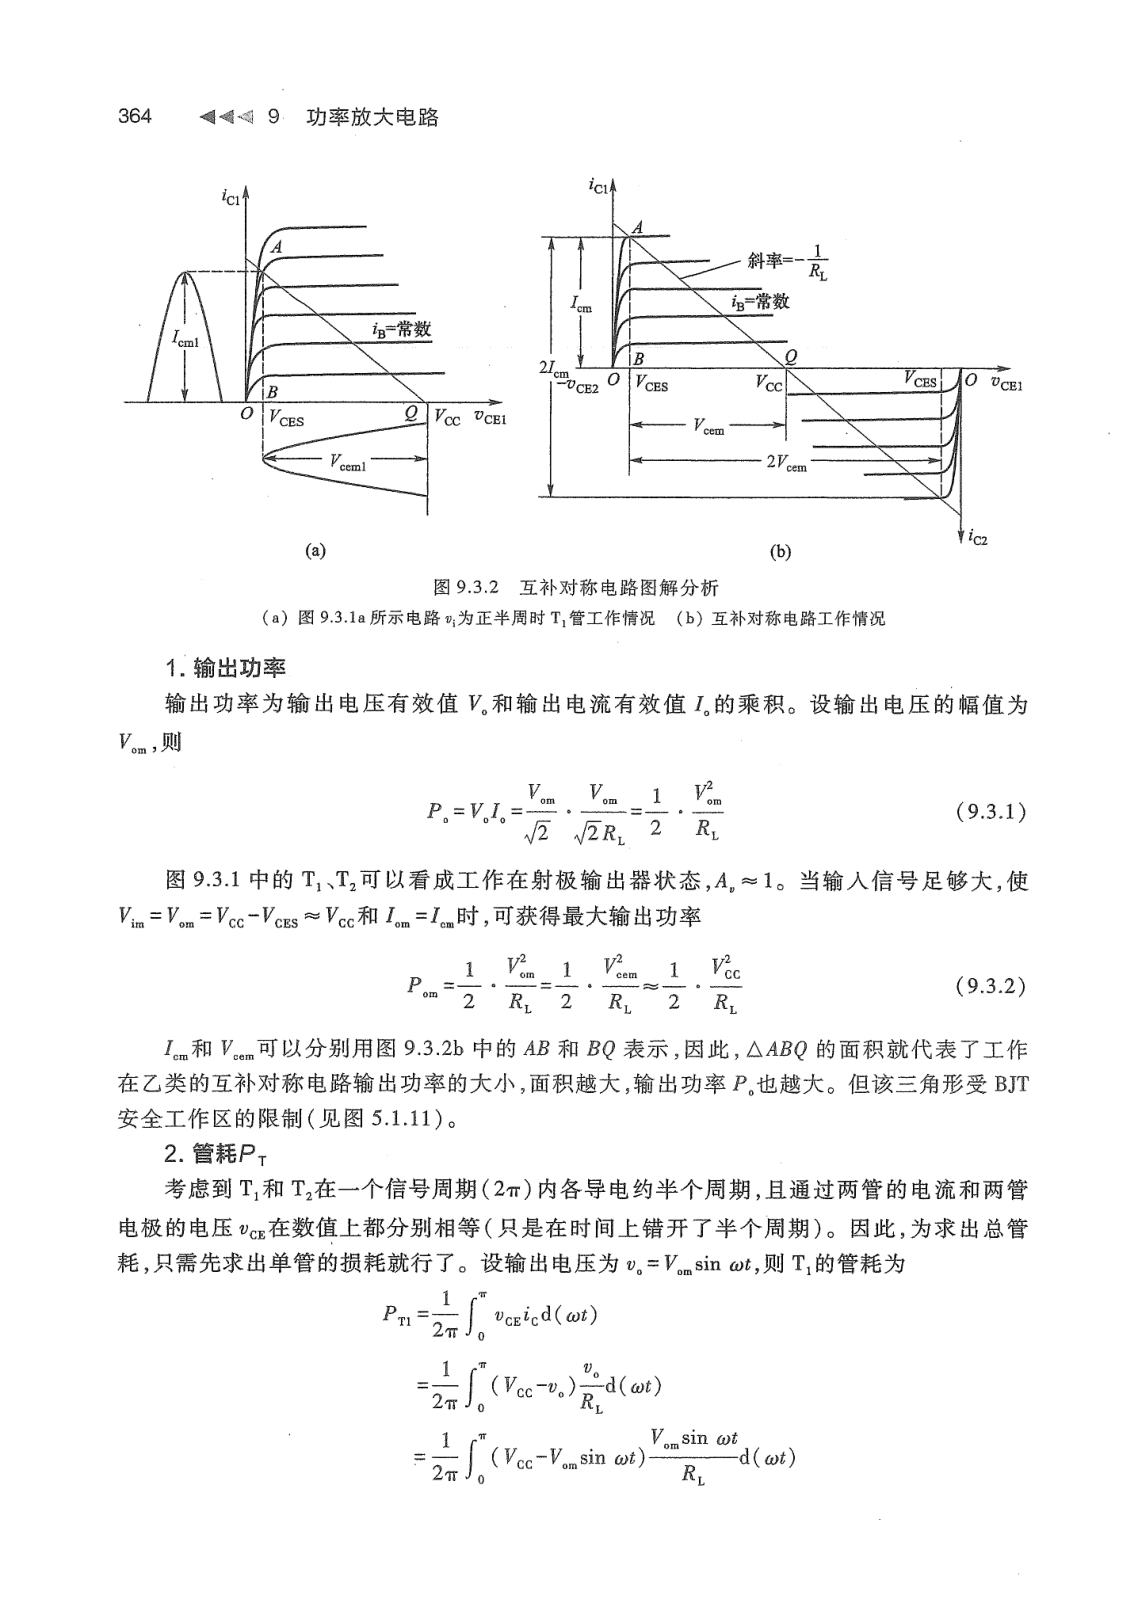 364 9 功率放大电路
iC1
A
Icm1
iB=常数
B
O VCES Q VCC vCE1
Vcem1
(a)
iC1
A
斜率=-1/RL
Icm
iB=常数
2Icm
B
Q
-vCE2 O VCES VCC VCES O vCE1
Vcem
2Vcem
iC2
(b)
图 9.3.2 互补对称电路图解分析
(a) 图 9.3.1a 所示电路 vi为正半周时 T1管工作情况 (b) 互补对称电路工作情况
1. 输出功率
输出功率为输出电压有效值 Vo和输出电流有效值 Io的乘积。设输出电压的幅值为
Vom,则
Po=VoIo=Vom/√2·Vom/(√2RL)=1/2·V²om/RL (9.3.1)
图 9.3.1 中的 T1、T2可以看成工作在射极输出器状态,Av≈1。当输入信号足够大,使
Vim=Vom=VCC-VCES≈VCC和 Iom=Icm时,可获得最大输出功率
Pom=1/2·V²om/RL=1/2·V²cem/RL≈1/2·V²CC/RL (9.3.2)
Icm和 Vcem可以分别用图 9.3.2b 中的 AB 和 BQ 表示,因此,△ABQ 的面积就代表了工作
在乙类的互补对称电路输出功率的大小,面积越大,输出功率 Po也越大。但该三角形受 BJT
安全工作区的限制(见图 5.1.11)。
2. 管耗PT
考虑到 T1和 T2在一个信号周期(2π)内各导电约半个周期,且通过两管的电流和两管
电极的电压 vCE在数值上都分别相等(只是在时间上错开了半个周期)。因此,为求出总管
耗,只需先求出单管的损耗就行了。设输出电压为 vo=Vomsin ωt,则 T1的管耗为
PT1=1/2π∫0^π vCEiCd(ωt)
=1/2π∫0^π (VCC-vo)vo/RL d(ωt)
=1/2π∫0^π (VCC-Vomsin ωt)Vomsin ωt/RL d(ωt)